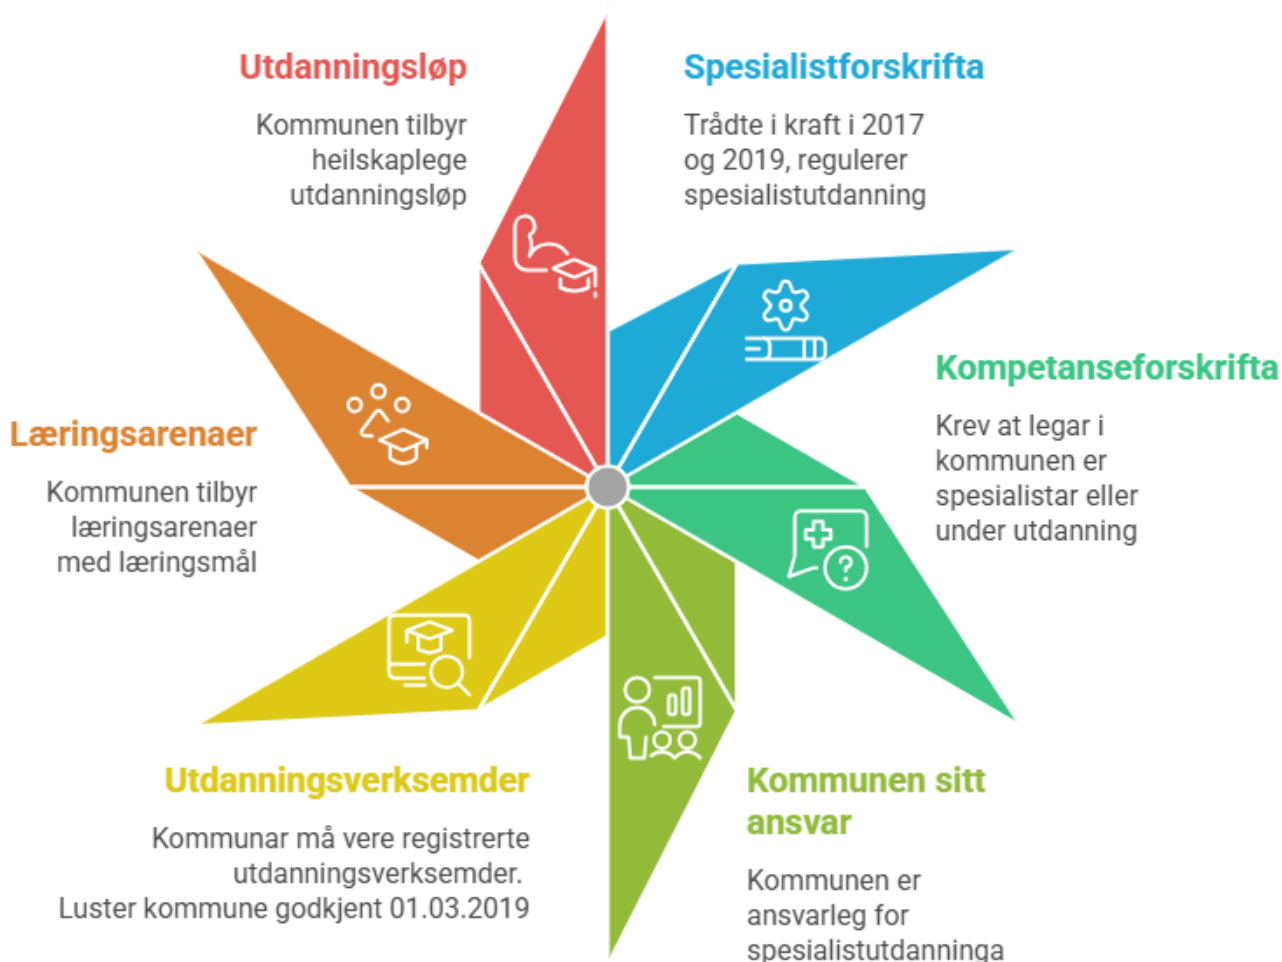 Utdanningsløp
Kommunen tilbyr
heilskaplege
utdanningsløp
Spesialistforskrifta
Trådte i kraft i 2017
og 2019, regulerer
spesialistutdanning
Kompetanseforskrifta
Krev at legar i
kommunen er
spesialistar eller
under utdanning
Læringsarenaer
Kommunen tilbyr
læringsarenaer
med læringsmål
Utdanningsverksemder
Kommunar må vere registrerte
utdanningsverksemder.
Luster kommune godkjent 01.03.2019
Kommunen sitt
ansvar
Kommunen er
ansvarleg for
spesialistutdanninga